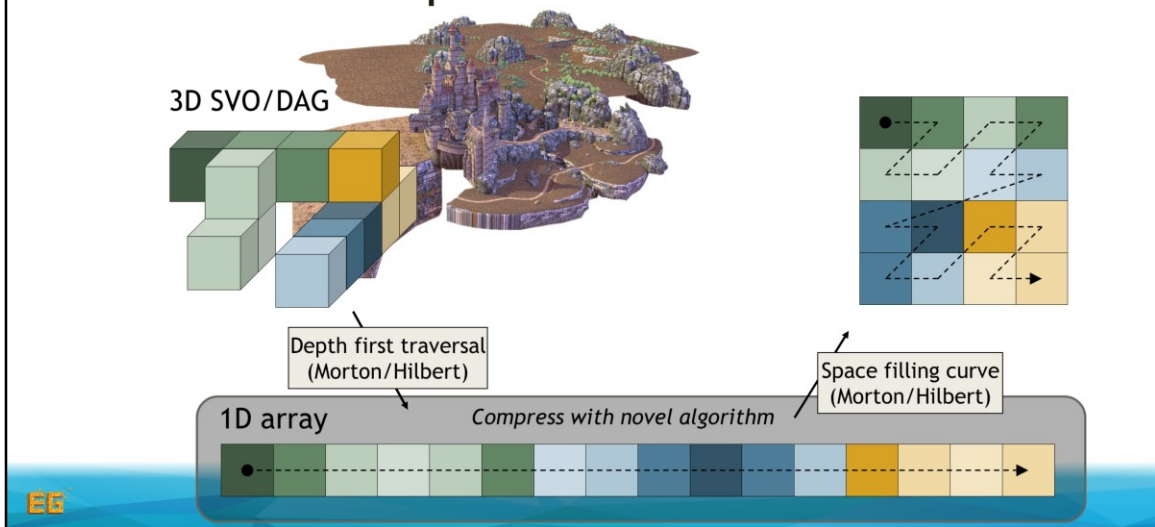 3D SVO/DAG
Depth first traversal
(Morton/Hilbert)
Space filling curve
(Morton/Hilbert)
1D array
Compress with novel algorithm
EG